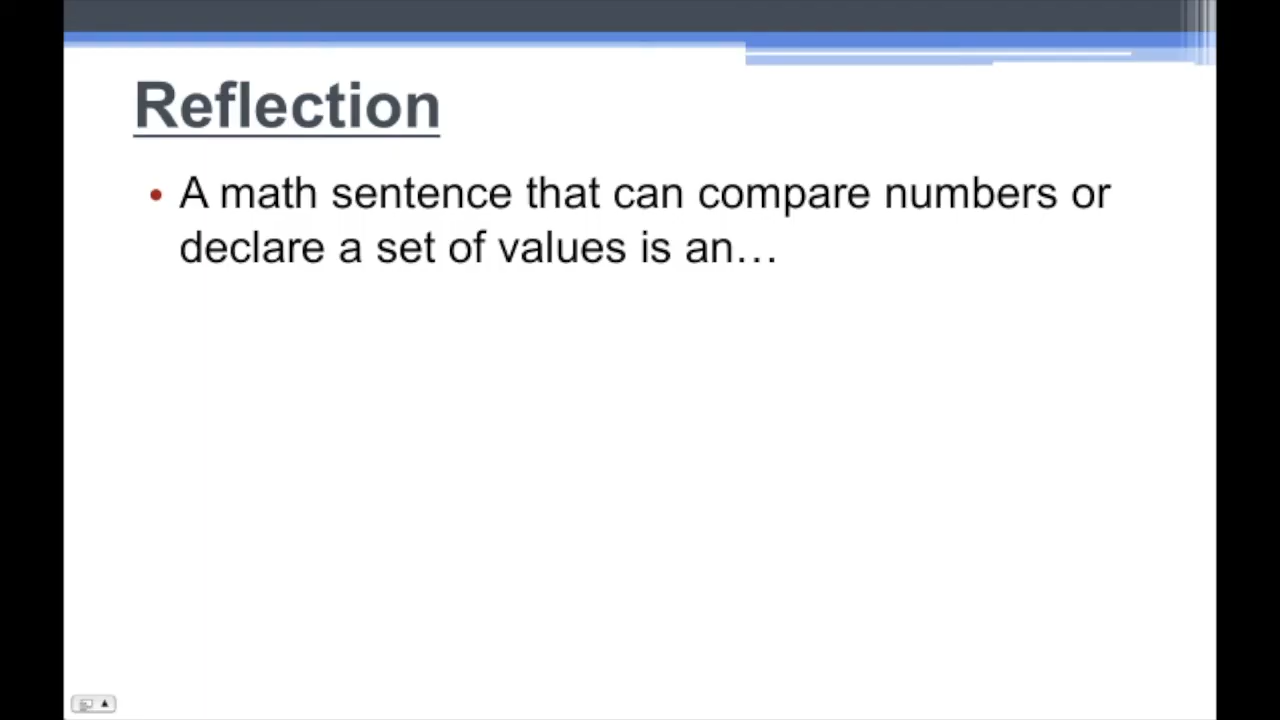 Reflection
• A math sentence that can compare numbers or
declare a set of values is an…